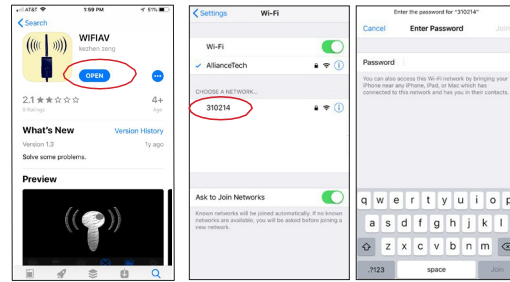 AT&T
1:59 PM
51%
Search
WIFIAV
kezhen zeng
OPEN
2.1 ★★☆☆☆
4+
9 Ratings
Age
What's New
Version History
Version 1.3
1y ago
Solve some problems.
Preview
Settings
Wi-Fi
Wi-Fi
AllianceTech
CHOOSE A NETWORK...
310214
Ask to Join Networks
Known networks will be joined automatically. If no known
networks are available, you will be asked before joining a
new network.
Enter the password for "310214"
Cancel
Enter Password
Join
Password
You can also access this Wi-Fi network by bringing your
iPhone near any iPhone, iPad, or Mac which has
connected to this network and has you in their contacts.
q w e r t y u i o p
a s d f g h j k l
z x c v b n m
.?123
space
Join